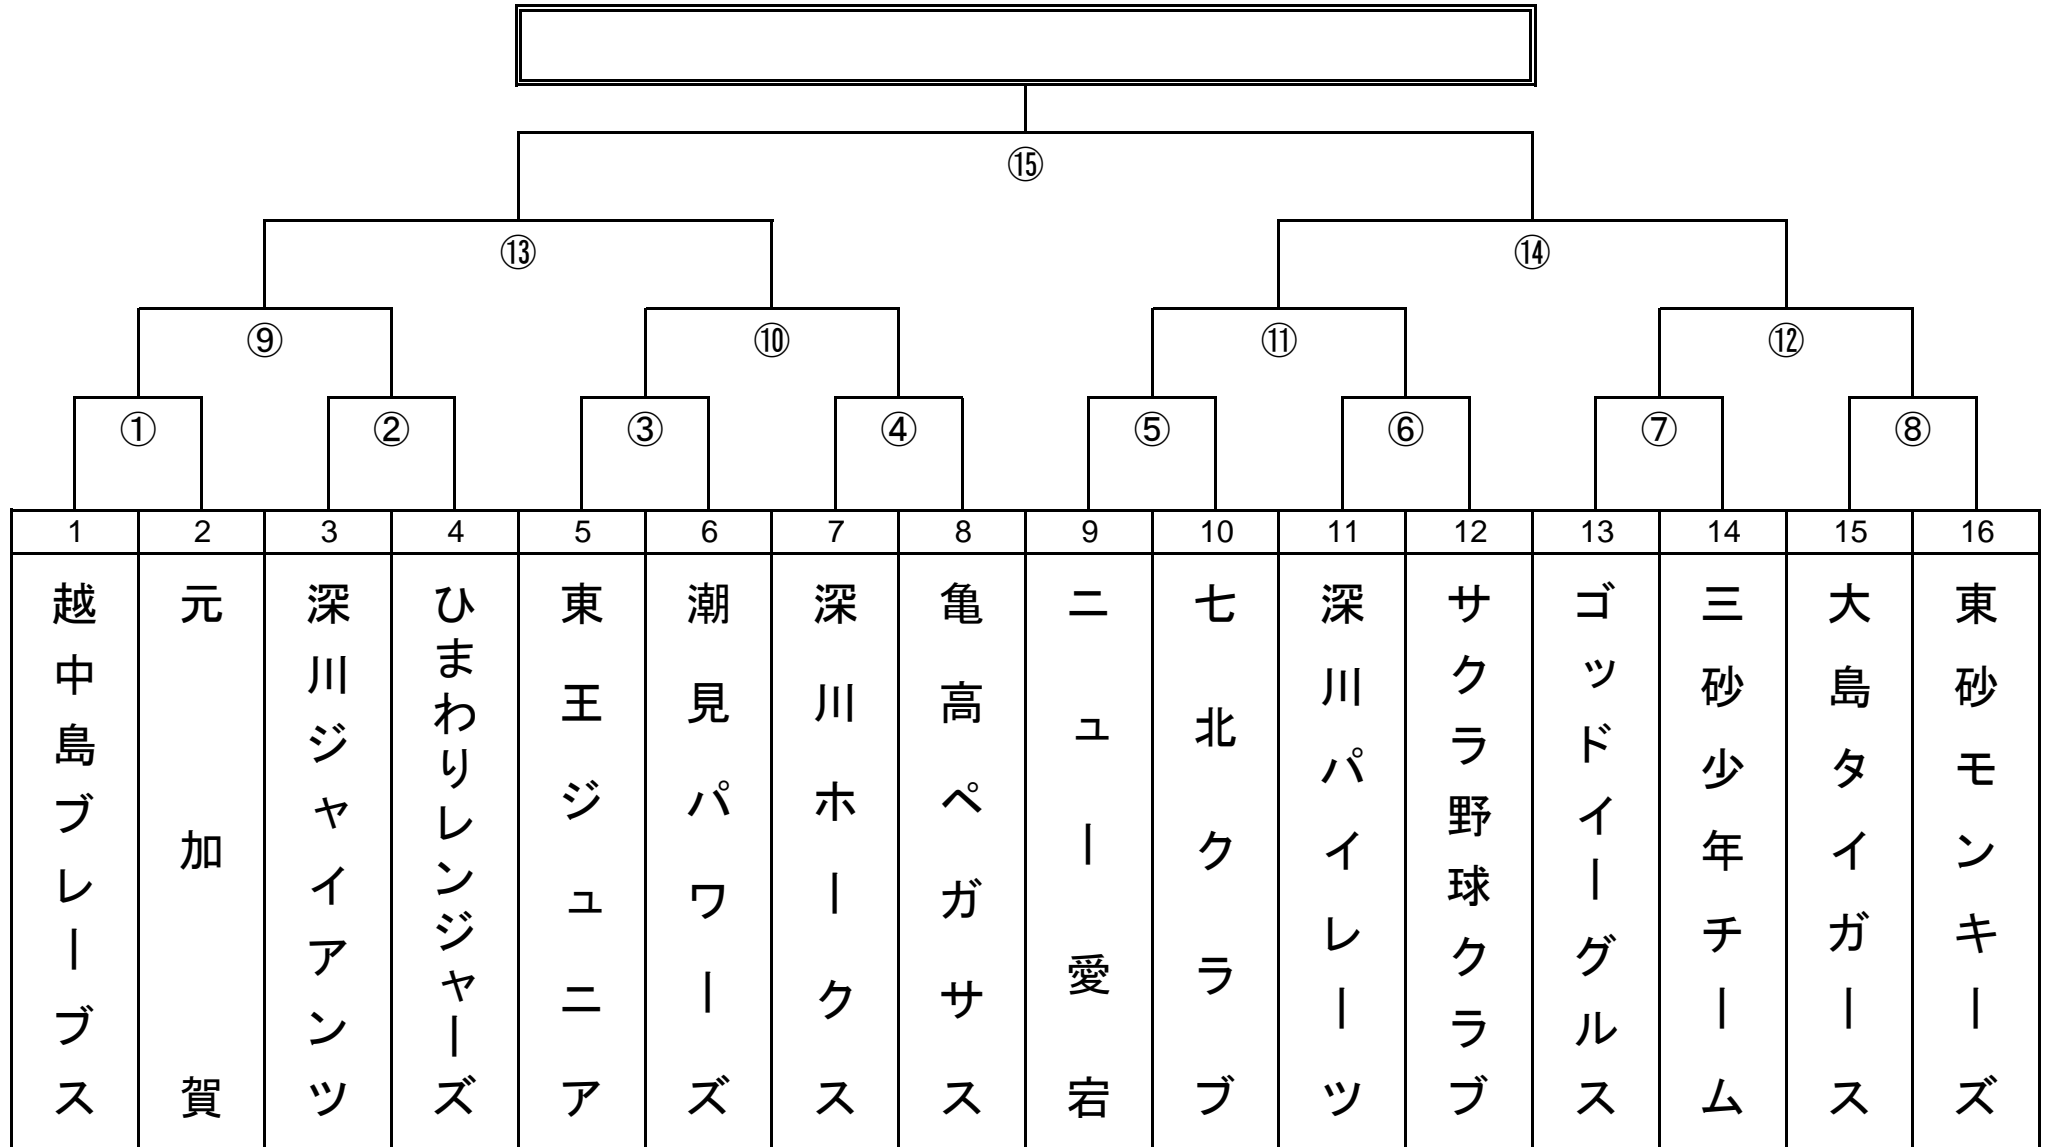 ⑮
⑬
⑭
⑨
⑩
⑪
⑫
①
②
③
④
⑤
⑥
⑦
⑧
1
2
3
4
5
6
7
8
9
10
11
12
13
14
15
16
越中島ブレーブス
元加賀
深川ジャイアンツ
ひまわりレンジャーズ
東王ジュニア
潮見パワーズ
深川ホークス
亀高ペガサス
ニュー愛宕
七北クラブ
深川パイレーツ
サクラ野球クラブ
ゴッドイーグルス
三砂少年チーム
大島タイガース
東砂モンキーズ